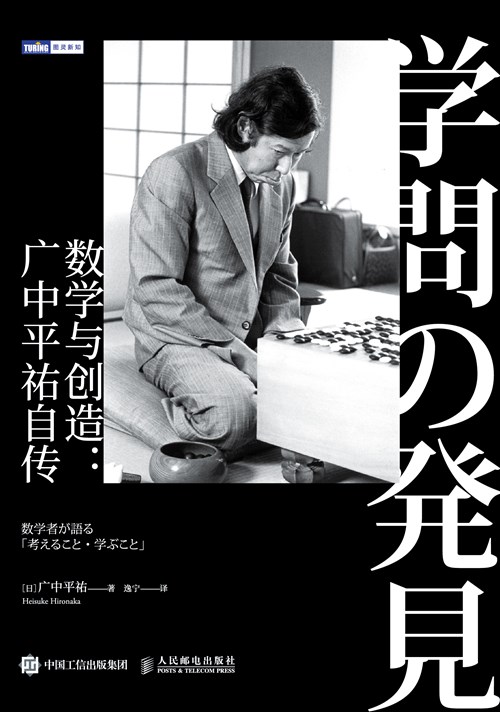 TURING 图灵新知
学問の発見
数学与创造：
广中平祐自传
数学者が語る
「考えること・学ぶこと」
［日］广中平祐——著 逸宁——译
Heisuke Hironaka
中国工信出版集团 人民邮电出版社
POSTS & TELECOM PRESS